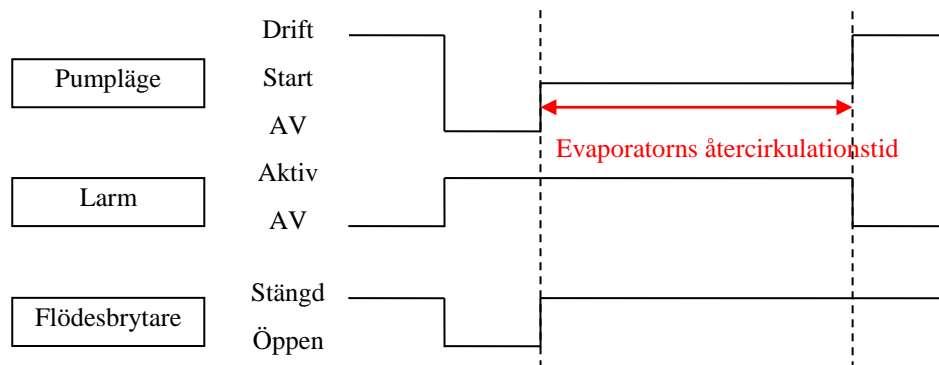 Drift
Pumpläge
Start
AV
Evaporatorns återcirkulationstid
Aktiv
Larm
AV
Stängd
Flödesbrytare
Öppen